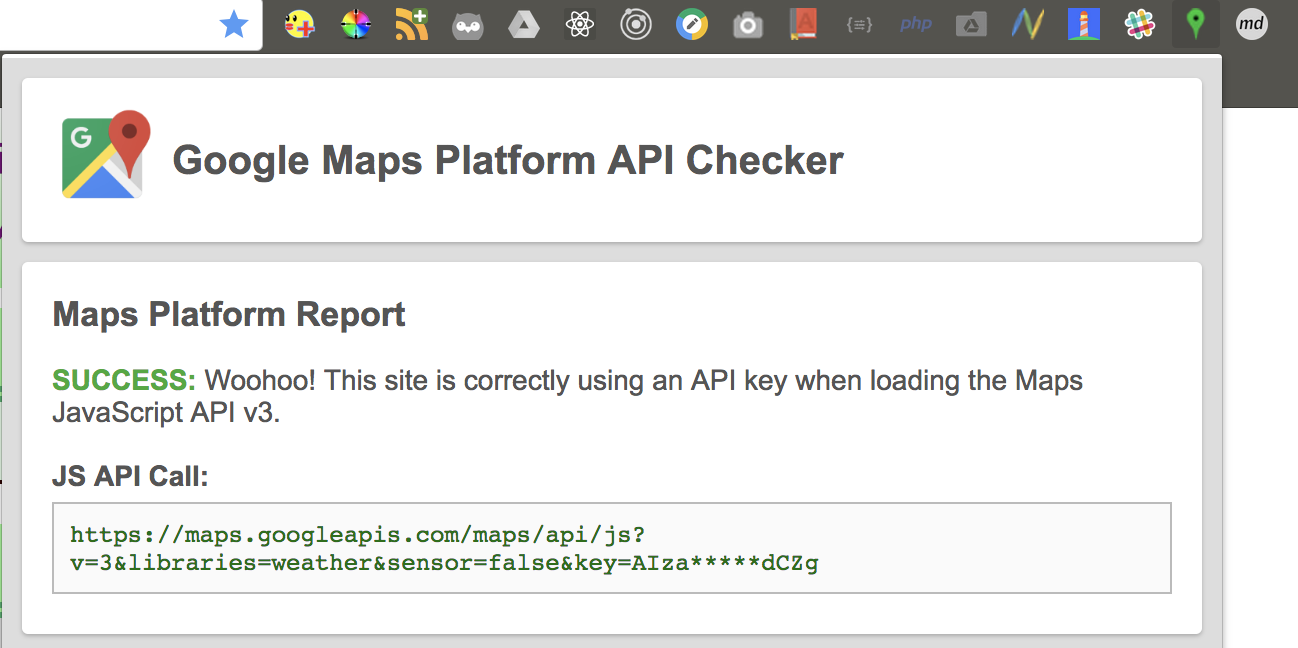 {≡} php md
G
Google Maps Platform API Checker
Maps Platform Report
SUCCESS: Woohoo! This site is correctly using an API key when loading the Maps
JavaScript API v3.
JS API Call:
https://maps.googleapis.com/maps/api/js?
v=3&libraries=weather&sensor=false&key=AIza*****dCZg